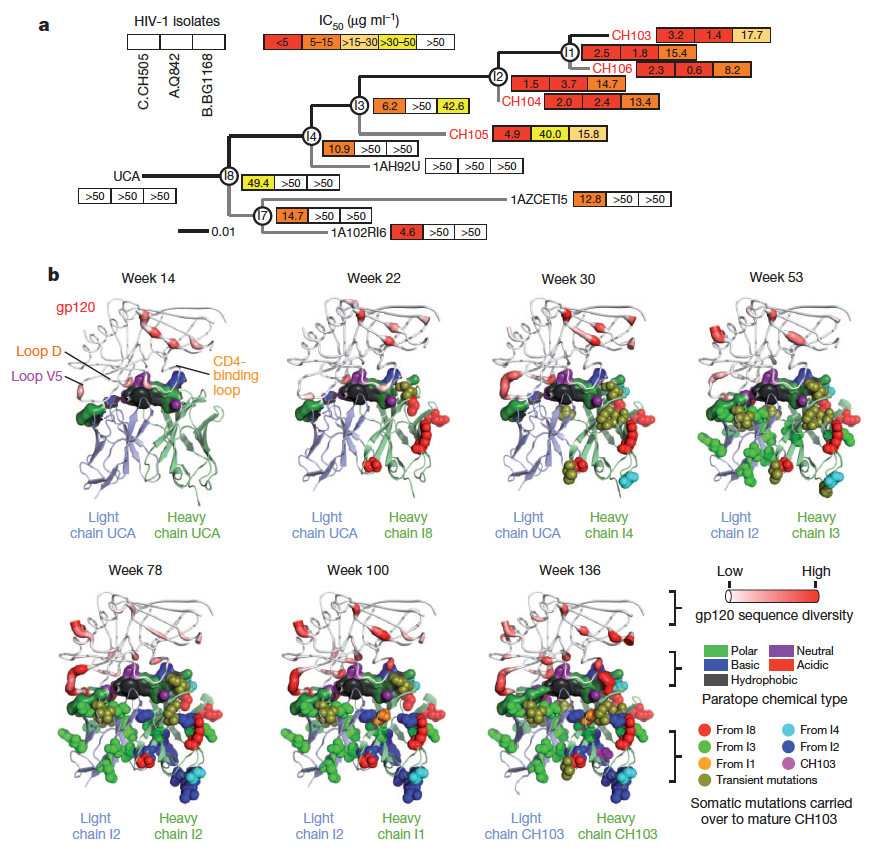 a
HIV-1 isolates
C.CH505
A.Q842
B.BG1168
IC50 (μg ml−1)
<5 5–15 >15–30 >30–50 >50
CH103 3.2 1.4 17.7
I1 2.5 1.8 15.4
CH106 2.3 0.6 8.2
I2 1.5 3.7 14.7
CH104 2.0 2.4 13.4
I3 6.2 >50 42.6
CH105 4.9 40.0 15.8
I4 10.9 >50 >50
1AH92U >50 >50 >50
UCA >50 >50 >50
I8 49.4 >50 >50
1AZCETI5 12.8 >50 >50
I7 14.7 >50 >50
1A102RI6 4.6 >50 >50
0.01
b
Week 14
gp120
Loop D
Loop V5
CD4-
binding
loop
Light
chain UCA
Heavy
chain UCA
Week 22
Light
chain UCA
Heavy
chain I8
Week 30
Light
chain UCA
Heavy
chain I4
Week 53
Light
chain I2
Heavy
chain I3
Week 78
Light
chain I2
Heavy
chain I2
Week 100
Light
chain I2
Heavy
chain I1
Week 136
Light
chain CH103
Heavy
chain CH103
Low High
gp120 sequence diversity
Polar Neutral
Basic Acidic
Hydrophobic
Paratope chemical type
From I8 From I4
From I3 From I2
From I1 CH103
Transient mutations
Somatic mutations carried
over to mature CH103